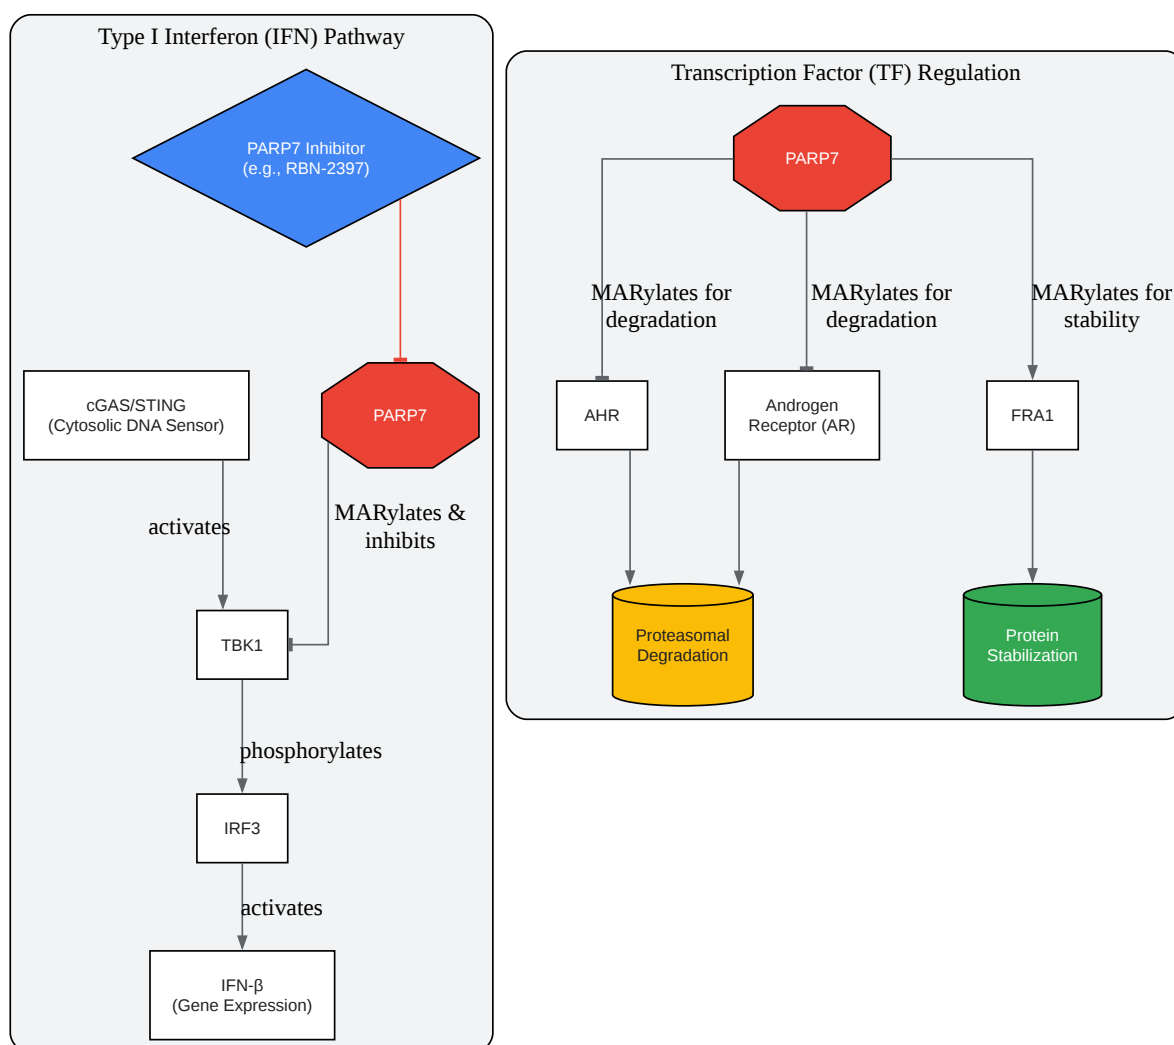 Type I Interferon (IFN) Pathway
PARP7 Inhibitor
(e.g., RBN-2397)
cGAS/STING
(Cytosolic DNA Sensor)
PARP7
activates
MARylates &
inhibits
TBK1
phosphorylates
IRF3
activates
IFN-β
(Gene Expression)
Transcription Factor (TF) Regulation
PARP7
MARylates for
degradation
MARylates for
degradation
MARylates for
stability
AHR
Androgen
Receptor (AR)
FRA1
Proteasomal
Degradation
Protein
Stabilization